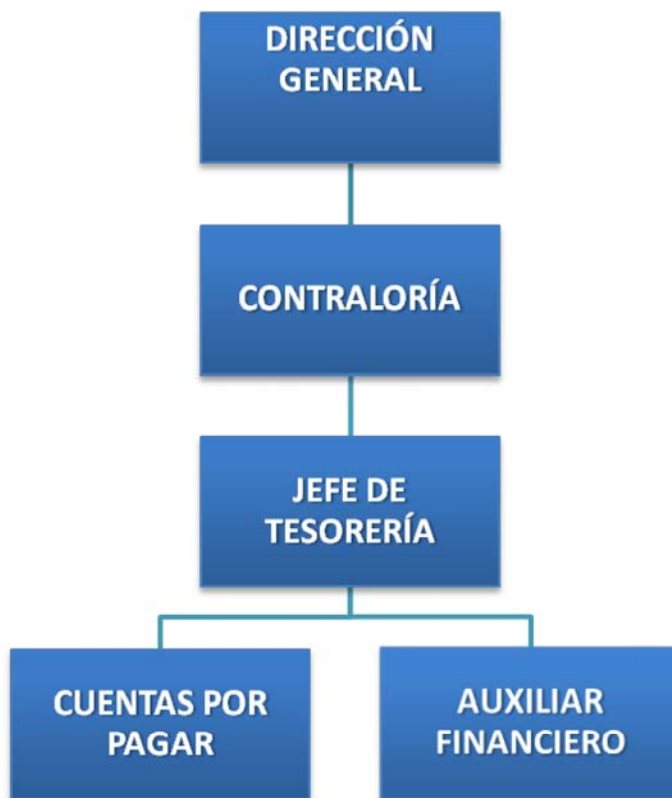 DIRECCIÓN
GENERAL
CONTRALORÍA
JEFE DE
TESORERÍA
CUENTAS POR
PAGAR
AUXILIAR
FINANCIERO